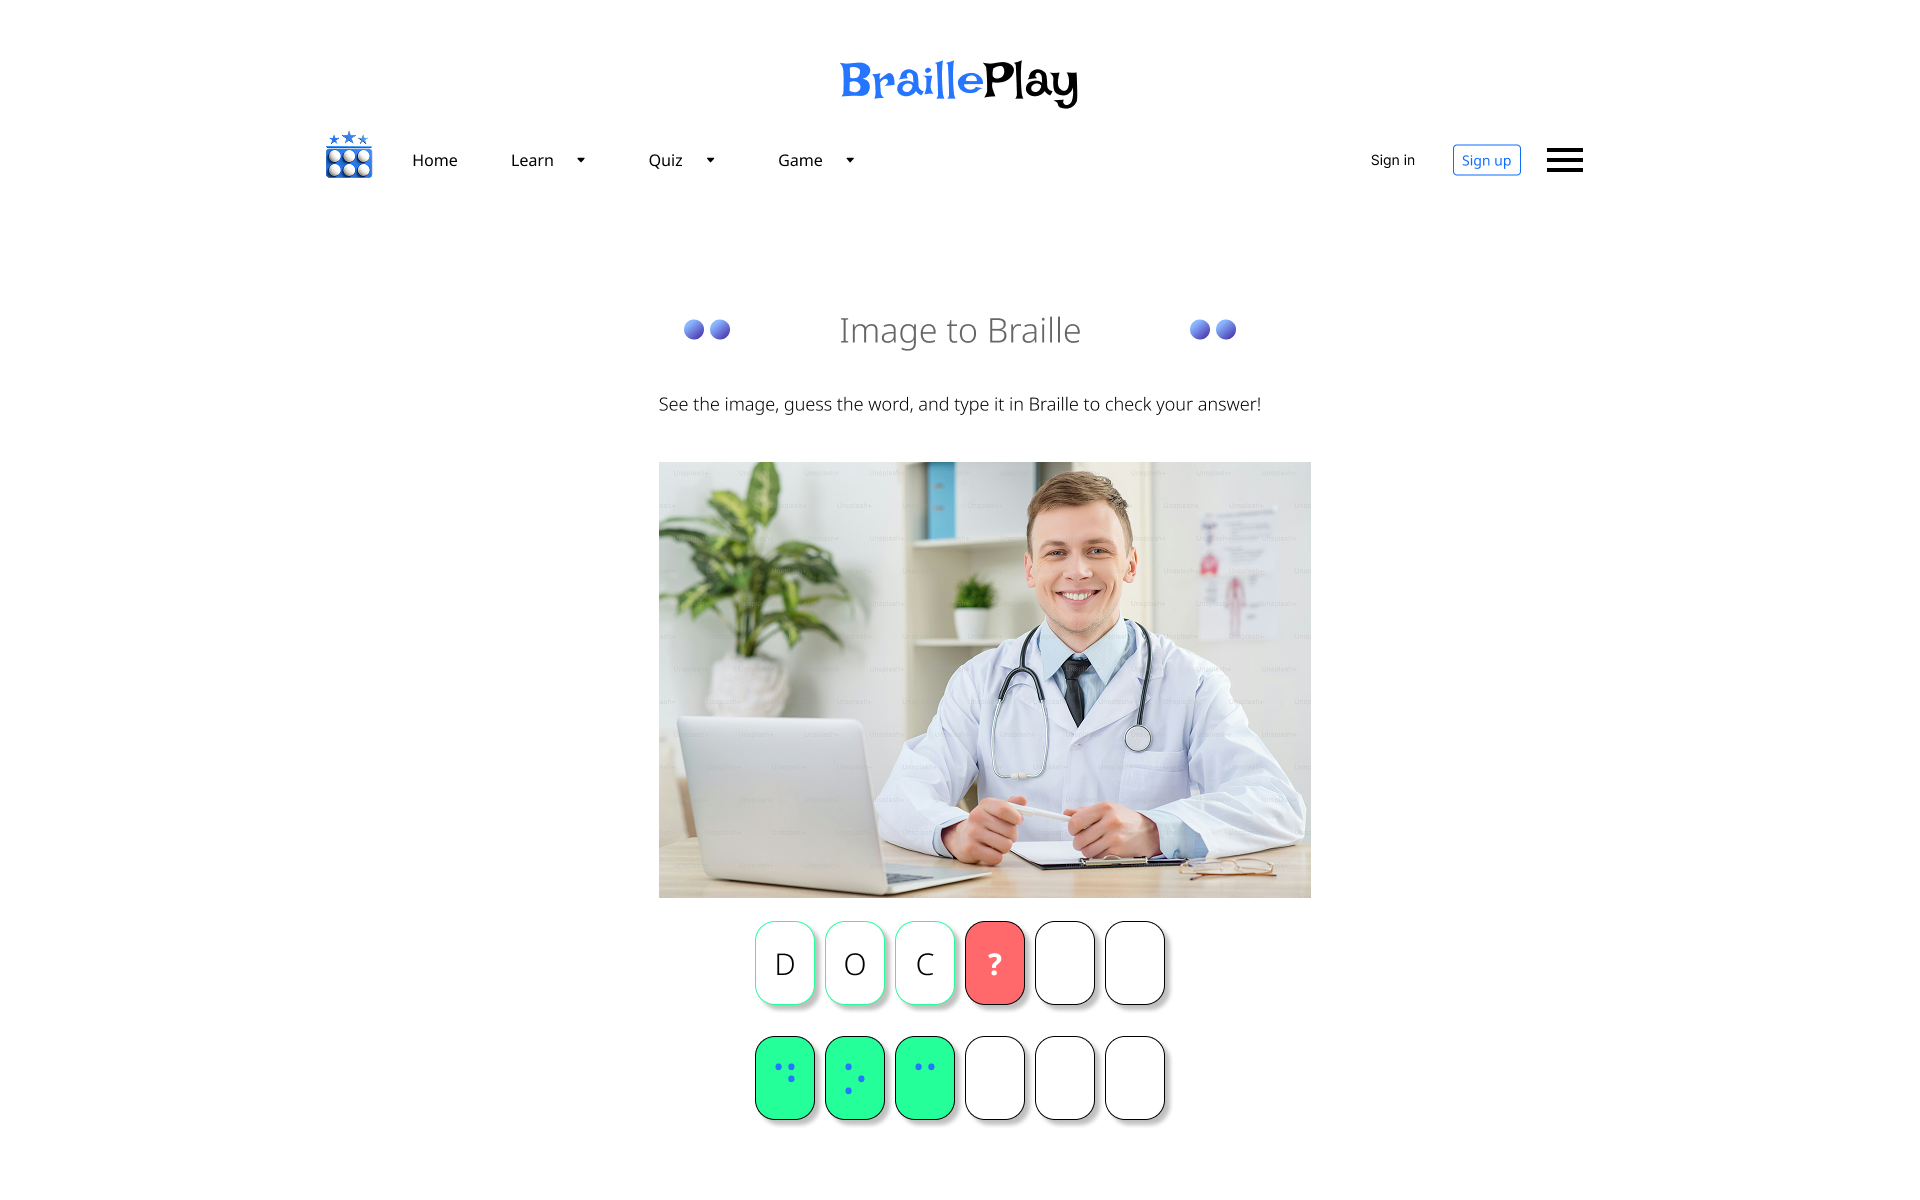 BraillePlay
Home Learn Quiz Game Sign in Sign up
Image to Braille
See the image, guess the word, and type it in Braille to check your answer!
D O C ?
⠙ ⠕ ⠉